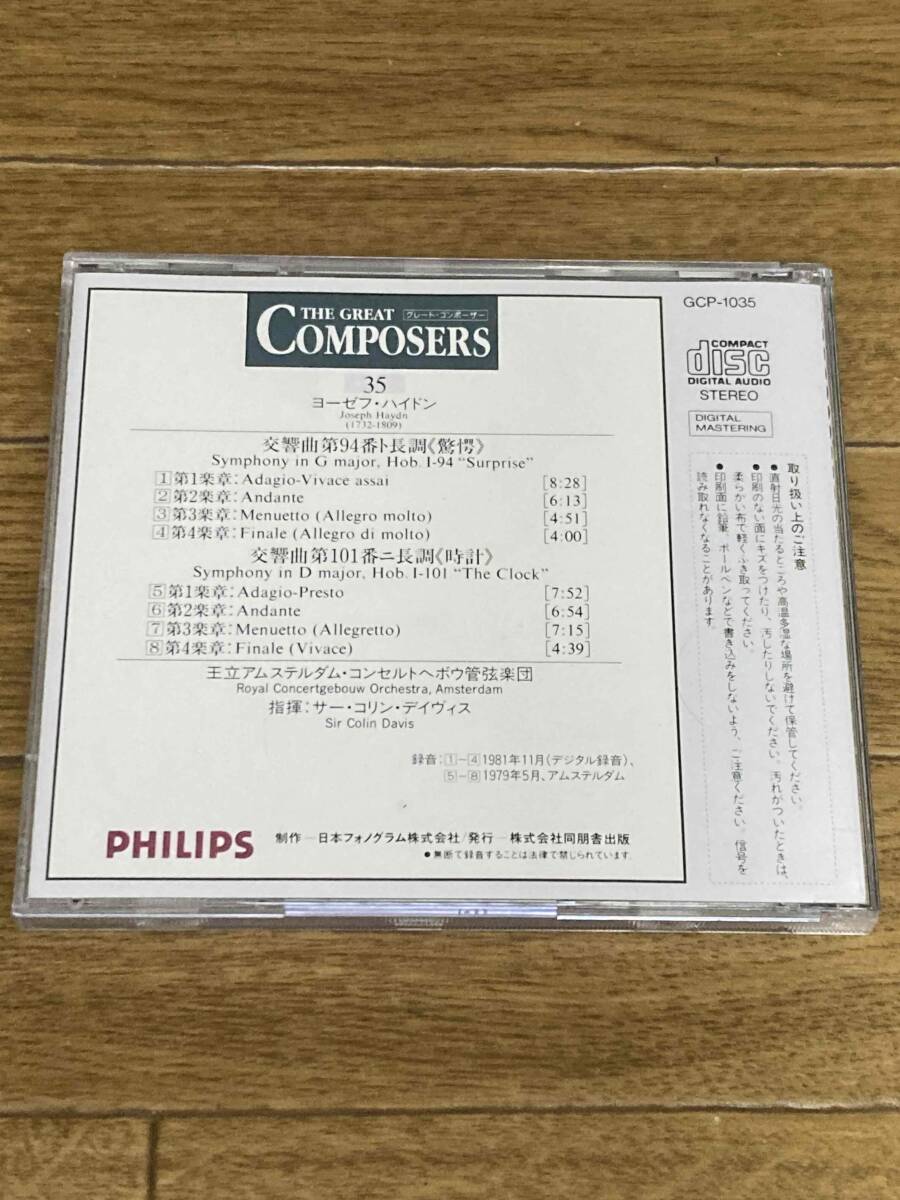 THE GREAT グレート・コンポーザー
COMPOSERS
35
ヨーゼフ・ハイドン
Joseph Haydn
(1732-1809)
交響曲第94番ト長調《驚愕》
Symphony in G major, Hob. I-94 “Surprise”
1 第1楽章:Adagio-Vivace assai [8:28]
2 第2楽章:Andante [6:13]
3 第3楽章:Menuetto (Allegro molto) [4:51]
4 第4楽章:Finale (Allegro di molto) [4:00]
交響曲第101番ニ長調《時計》
Symphony in D major, Hob. I-101 “The Clock”
5 第1楽章:Adagio-Presto [7:52]
6 第2楽章:Andante [6:54]
7 第3楽章:Menuetto (Allegretto) [7:15]
8 第4楽章:Finale (Vivace) [4:39]
王立アムステルダム・コンセルトヘボウ管弦楽団
Royal Concertgebouw Orchestra, Amsterdam
指揮:サー・コリン・デイヴィス
Sir Colin Davis
録音:1-4 1981年11月(デジタル録音)、
5-8 1979年5月、アムステルダム
PHILIPS 制作—日本フォノグラム株式会社/発行—株式会社同朋舎出版
●無断で録音することは法律で禁じられています。
GCP-1035
COMPACT
disc
DIGITAL AUDIO
STEREO
DIGITAL
MASTERING
取り扱い上のご注意
●直射日光の当たるところや高温多湿な場所を避けて保管してください。
●印刷のない面にキズをつけたり、汚したりしないでください。汚れがついたときは、
柔らかい布で軽くふき取ってください。
●印刷面に鉛筆、ボールペンなどで書き込みをしないよう、ご注意ください。信号を
読み取れなくなることがあります。